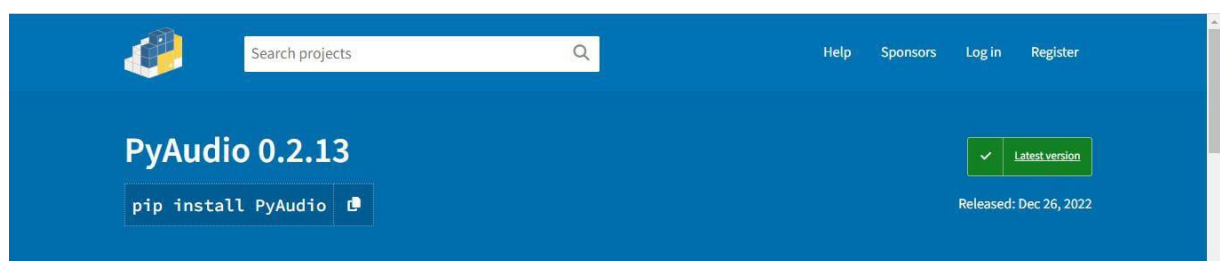 Search projects
Help Sponsors Log in Register
PyAudio 0.2.13
Latest version
pip install PyAudio
Released: Dec 26, 2022